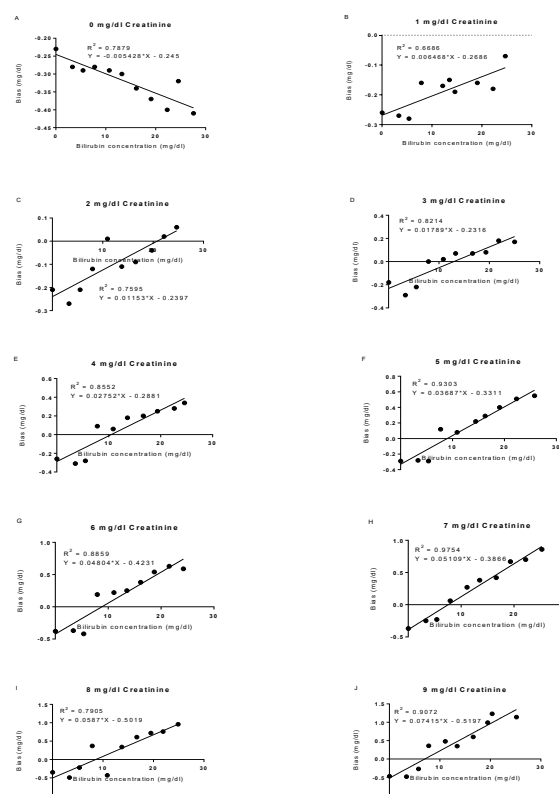 A
0 mg/dl Creatinine
-0.20
-0.25
-0.30
-0.35
-0.40
-0.45
R² = 0.7879
Y = -0.005428*X - 0.245
0
10
20
30
Bilirubin concentration (mg/dl)
Bias (mg/dl)
B
1 mg/dl Creatinine
0.0
-0.1
-0.2
-0.3
R² = 0.6686
Y = 0.006468*X - 0.2686
0
10
20
30
Bilirubin concentration (mg/dl)
Bias (mg/dl)
C
2 mg/dl Creatinine
0.1
0.0
-0.1
-0.2
-0.3
10
20
30
Bilirubin concentration (mg/dl)
R² = 0.7595
Y = 0.01153*X - 0.2397
Bias (mg/dl)
D
3 mg/dl Creatinine
0.4
0.2
0.0
-0.2
-0.4
R² = 0.8214
Y = 0.01789*X - 0.2316
10
20
30
Bilirubin concentration (mg/dl)
Bias (mg/dl)
E
4 mg/dl Creatinine
0.6
0.4
0.2
0.0
-0.2
-0.4
R² = 0.8552
Y = 0.02752*X - 0.2881
10
20
30
Bilirubin concentration (mg/dl)
Bias (mg/dl)
F
5 mg/dl Creatinine
0.8
0.6
0.4
0.2
0.0
-0.2
-0.4
R² = 0.9303
Y = 0.03687*X - 0.3311
10
20
30
Bilirubin concentration (mg/dl)
Bias (mg/dl)
G
6 mg/dl Creatinine
1.0
0.5
0.0
-0.5
R² = 0.8859
Y = 0.04804*X - 0.4231
10
20
30
Bilirubin concentration (mg/dl)
Bias (mg/dl)
H
7 mg/dl Creatinine
1.0
0.5
0.0
-0.5
R² = 0.9754
Y = 0.05109*X - 0.3866
10
20
Bilirubin concentration (mg/dl)
Bias (mg/dl)
I
8 mg/dl Creatinine
1.5
1.0
0.5
0.0
-0.5
R² = 0.7905
Y = 0.0587*X - 0.5019
10
20
30
Bilirubin concentration (mg/dl)
Bias (mg/dl)
J
9 mg/dl Creatinine
1.5
1.0
0.5
0.0
-0.5
R² = 0.9072
Y = 0.07415*X - 0.5197
10
20
30
Bilirubin concentration (mg/dl)
Bias (mg/dl)